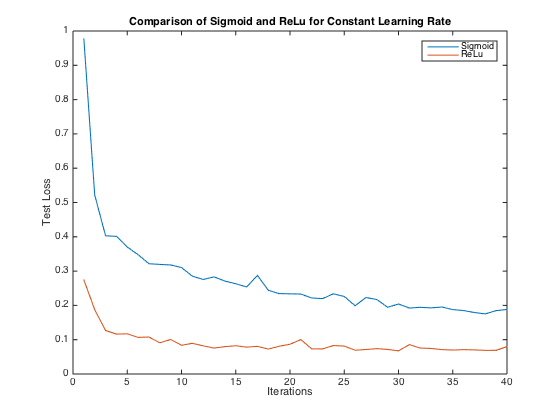 Comparison of Sigmoid and ReLu for Constant Learning Rate
Sigmoid
ReLu
1
0.9
0.8
0.7
0.6
0.5
0.4
0.3
0.2
0.1
0
Test Loss
0 5 10 15 20 25 30 35 40
Iterations